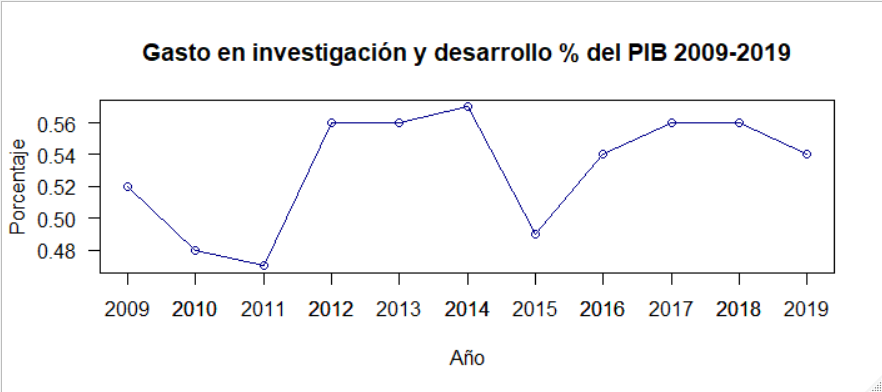 Gasto en investigación y desarrollo % del PIB 2009-2019
Porcentaje
0.56
0.54
0.52
0.50
0.48
2009 2010 2011 2012 2013 2014 2015 2016 2017 2018 2019
Año